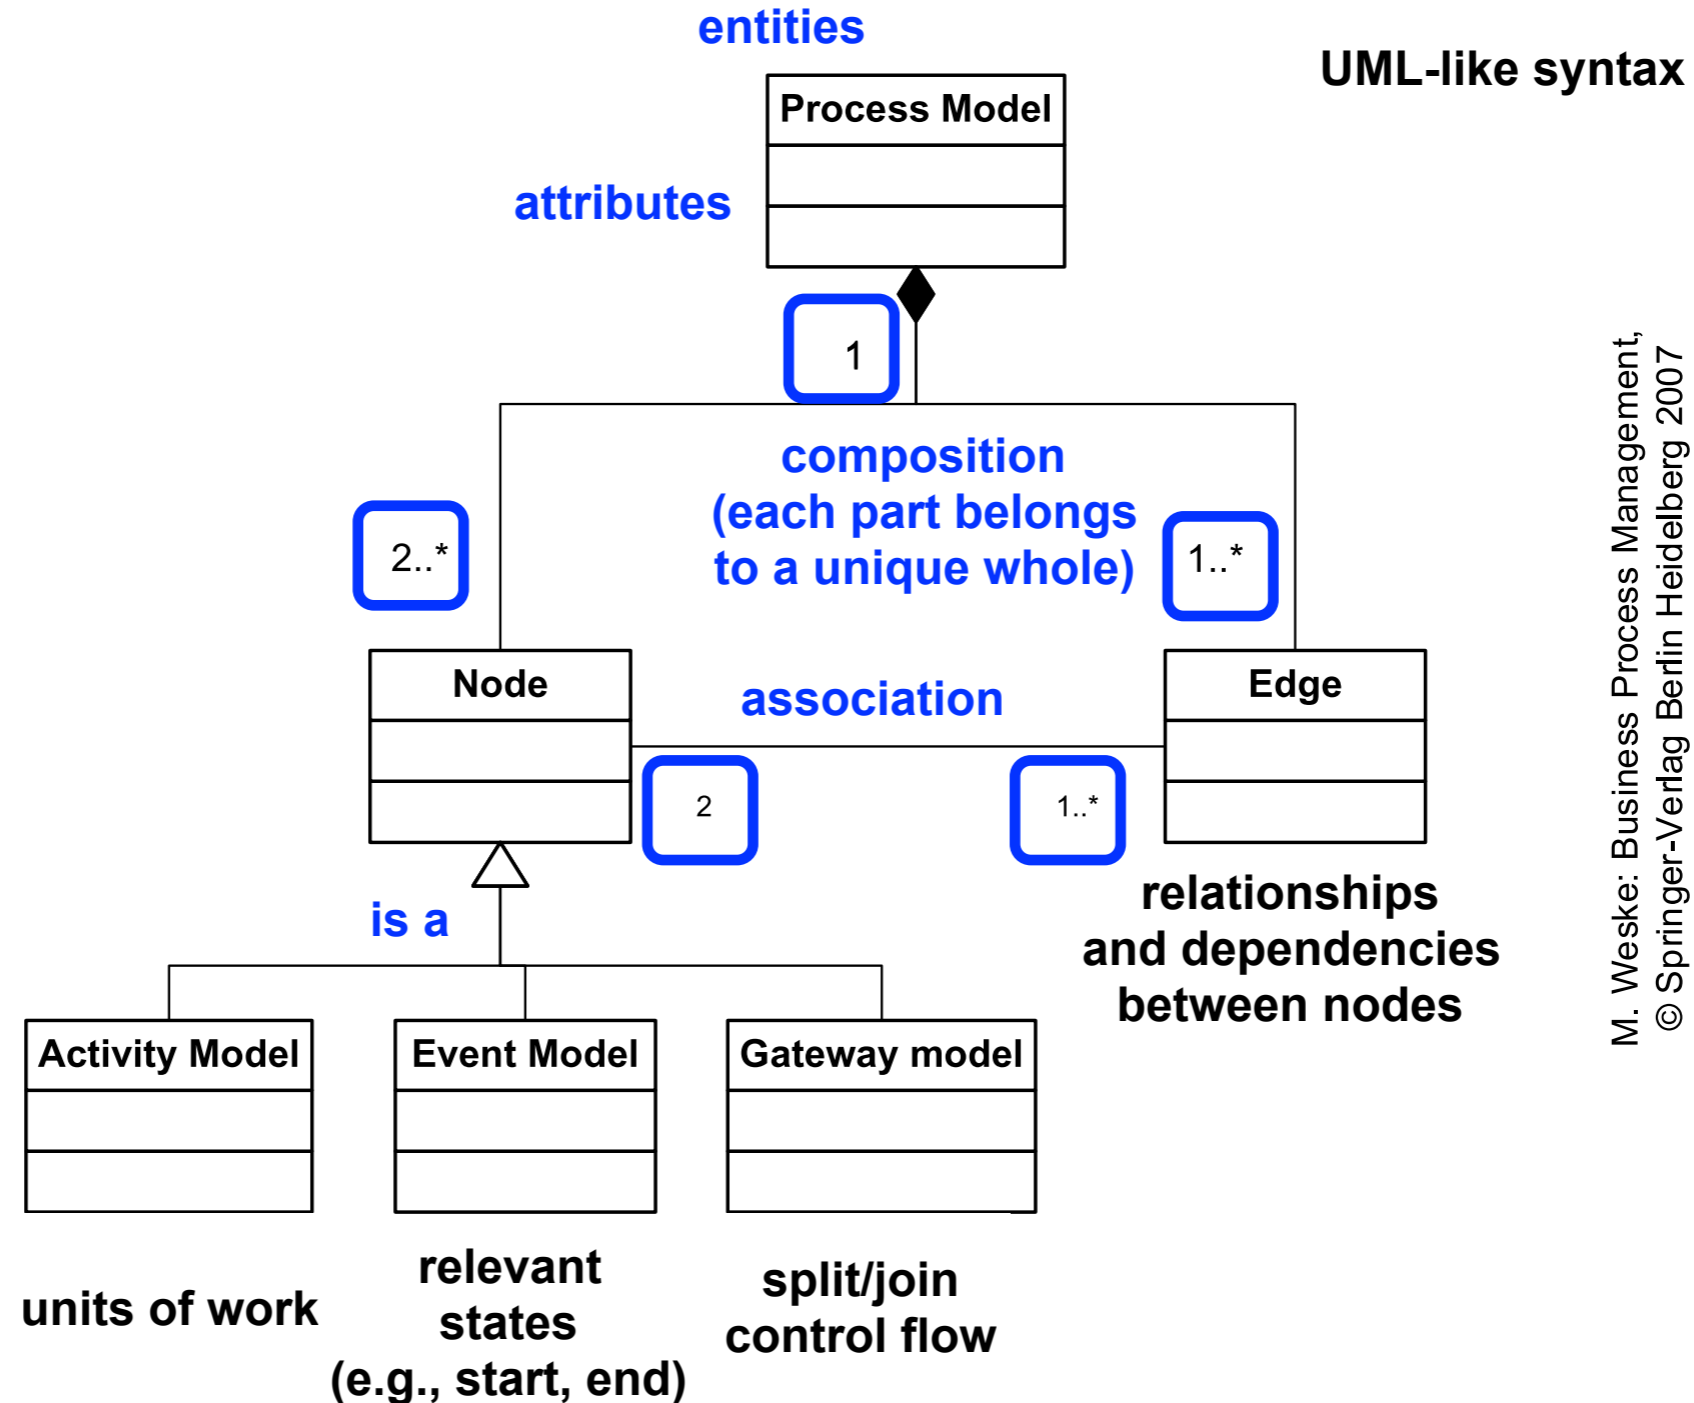 entities
UML-like syntax
Process Model
attributes
1
composition
(each part belongs
to a unique whole)
2..*
1..*
Node
association
Edge
2
1..*
is a
relationships
and dependencies
between nodes
Activity Model
Event Model
Gateway model
units of work
relevant
states
(e.g., start, end)
split/join
control flow
M. Weske: Business Process Management,
© Springer-Verlag Berlin Heidelberg 2007